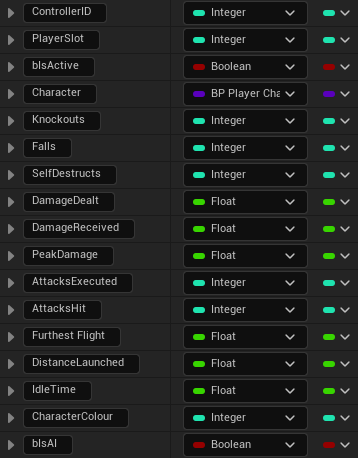 ControllerID Integer
PlayerSlot Integer
bIsActive Boolean
Character BP Player Cha
Knockouts Integer
Falls Integer
SelfDestructs Integer
DamageDealt Float
DamageReceived Float
PeakDamage Float
AttacksExecuted Integer
AttacksHit Integer
Furthest Flight Float
DistanceLaunched Float
IdleTime Float
CharacterColour Integer
bIsAI Boolean